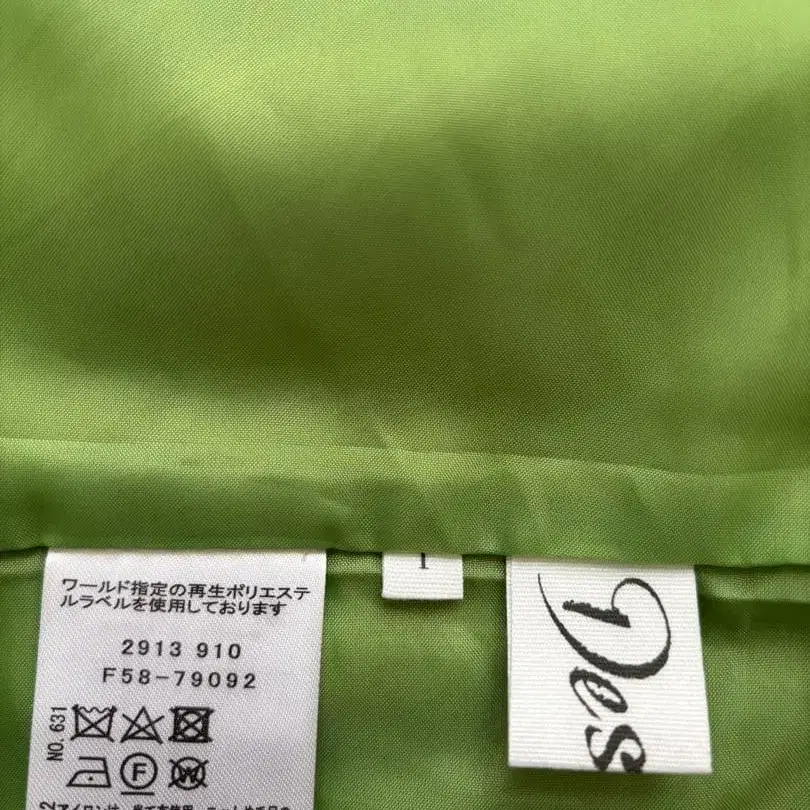 ワールド指定の再生ポリエステ
ルラベルを使用しております
2913 910
F58-79092
NO.631
F
W
Des